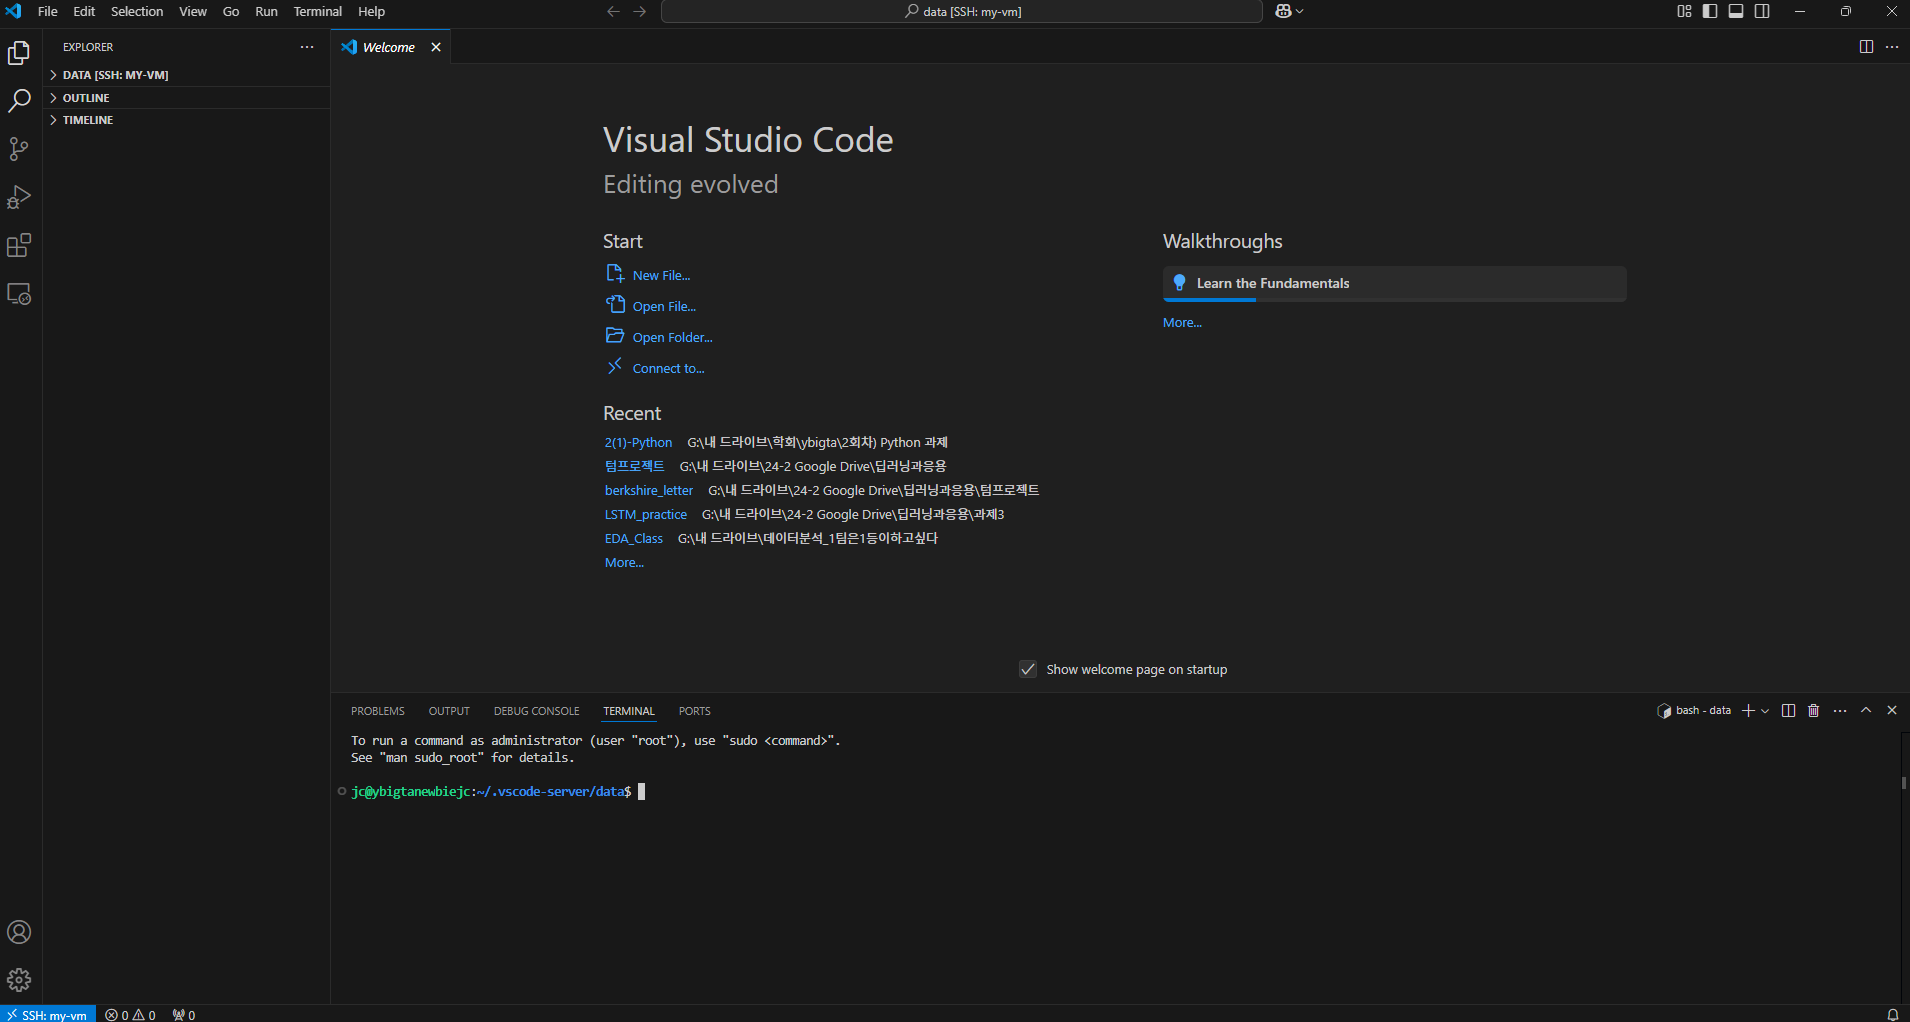 File Edit Selection View Go Run Terminal Help
data [SSH: my-vm]
EXPLORER
DATA [SSH: MY-VM]
OUTLINE
TIMELINE
Welcome
Visual Studio Code
Editing evolved
Start
New File...
Open File...
Open Folder...
Connect to...
Recent
2(1)-Python G:\내 드라이브\학회\ybigta\2회차) Python 과제
텀프로젝트 G:\내 드라이브\24-2 Google Drive\딥러닝과응용
berkshire_letter G:\내 드라이브\24-2 Google Drive\딥러닝과응용\텀프로젝트
LSTM_practice G:\내 드라이브\24-2 Google Drive\딥러닝과응용\과제3
EDA_Class G:\내 드라이브\데이터분석_1팀은1등이하고싶다
More...
Walkthroughs
Learn the Fundamentals
More...
Show welcome page on startup
PROBLEMS OUTPUT DEBUG CONSOLE TERMINAL PORTS
bash - data
To run a command as administrator (user "root"), use "sudo <command>".
See "man sudo_root" for details.
jc@ybigtanewbiejc:~/.vscode-server/data$
SSH: my-vm 0 0 0